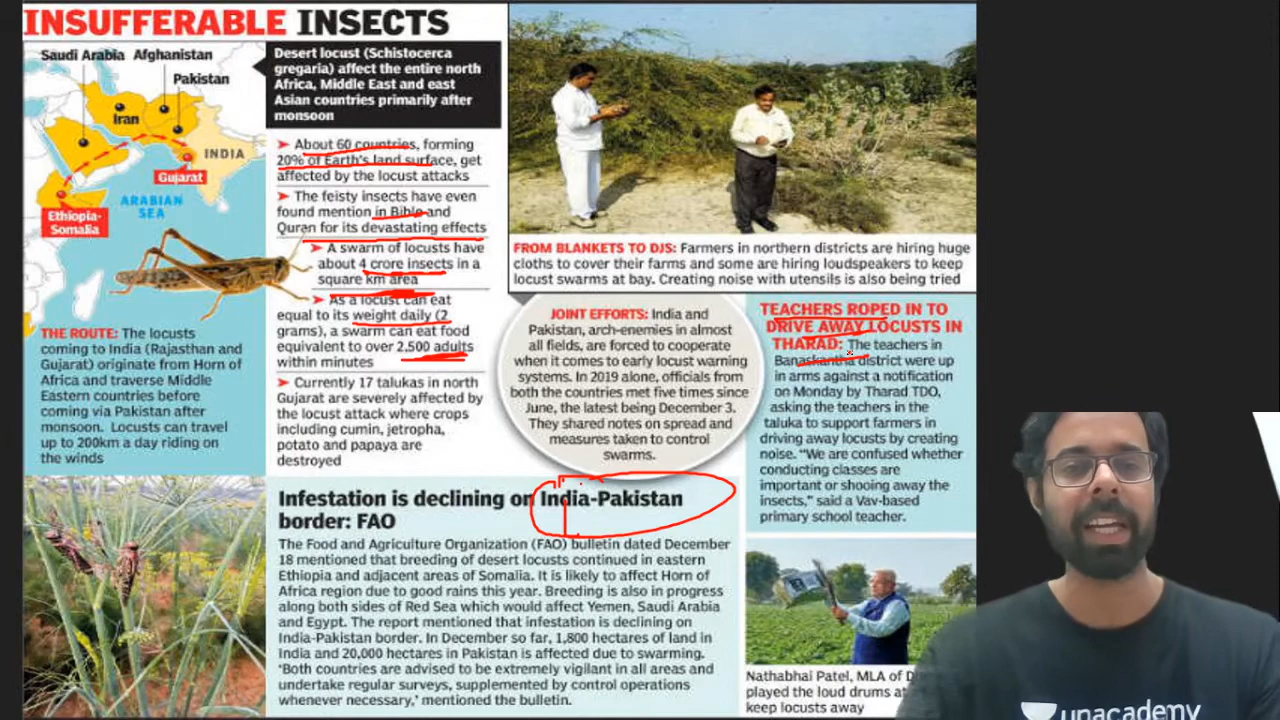 INSUFFERABLE INSECTS
Saudi Arabia Afghanistan
Pakistan
Iran
INDIA
Gujarat
ARABIAN
SEA
Ethiopia-
Somalia
THE ROUTE: The locusts
coming to India (Rajasthan and
Gujarat) originate from Horn of
Africa and traverse Middle
Eastern countries before
coming via Pakistan after
monsoon. Locusts can travel
up to 200km a day riding on
the winds
Desert locust (Schistocerca
gregaria) affect the entire north
Africa, Middle East and east
Asian countries primarily after
monsoon
➤ About 60 countries, forming
20% of Earth's land surface, get
affected by the locust attacks
➤ The feisty insects have even
found mention in Bible and
Quran for its devastating effects
➤ A swarm of locusts have
about 4 crore insects in a
square km area
➤ As a locust can eat
equal to its weight daily (2
grams), a swarm can eat food
equivalent to over 2,500 adults
within minutes
➤ Currently 17 talukas in north
Gujarat are severely affected by
the locust attack where crops
including cumin, jetropha,
potato and papaya are
destroyed
FROM BLANKETS TO DJS: Farmers in northern districts are hiring huge
cloths to cover their farms and some are hiring loudspeakers to keep
locust swarms at bay. Creating noise with utensils is also being tried
JOINT EFFORTS: India and
Pakistan, arch-enemies in almost
all fields, are forced to cooperate
when it comes to early locust warning
systems. In 2019 alone, officials from
both the countries met five times since
June, the latest being December 3.
They shared notes on spread and
measures taken to control
swarms.
TEACHERS ROPED IN TO
DRIVE AWAY LOCUSTS IN
THARAD: The teachers in
Banaskantha district were up
in arms against a notification
on Monday by Tharad TDO,
asking the teachers in the
taluka to support farmers in
driving away locusts by creating
noise. "We are confused whether
conducting classes are
important or shooing away the
insects," said a Vav-based
primary school teacher.
Infestation is declining on India-Pakistan
border: FAO
The Food and Agriculture Organization (FAO) bulletin dated December
18 mentioned that breeding of desert locusts continued in eastern
Ethiopia and adjacent areas of Somalia. It is likely to affect Horn of
Africa region due to good rains this year. Breeding is also in progress
along both sides of Red Sea which would affect Yemen, Saudi Arabia
and Egypt. The report mentioned that infestation is declining on
India-Pakistan border. In December so far, 1,800 hectares of land in
India and 20,000 hectares in Pakistan is affected due to swarming.
'Both countries are advised to be extremely vigilant in all areas and
undertake regular surveys, supplemented by control operations
whenever necessary,' mentioned the bulletin.
Nathabhai Patel, MLA of
played the loud drums at
keep locusts away
unacademy